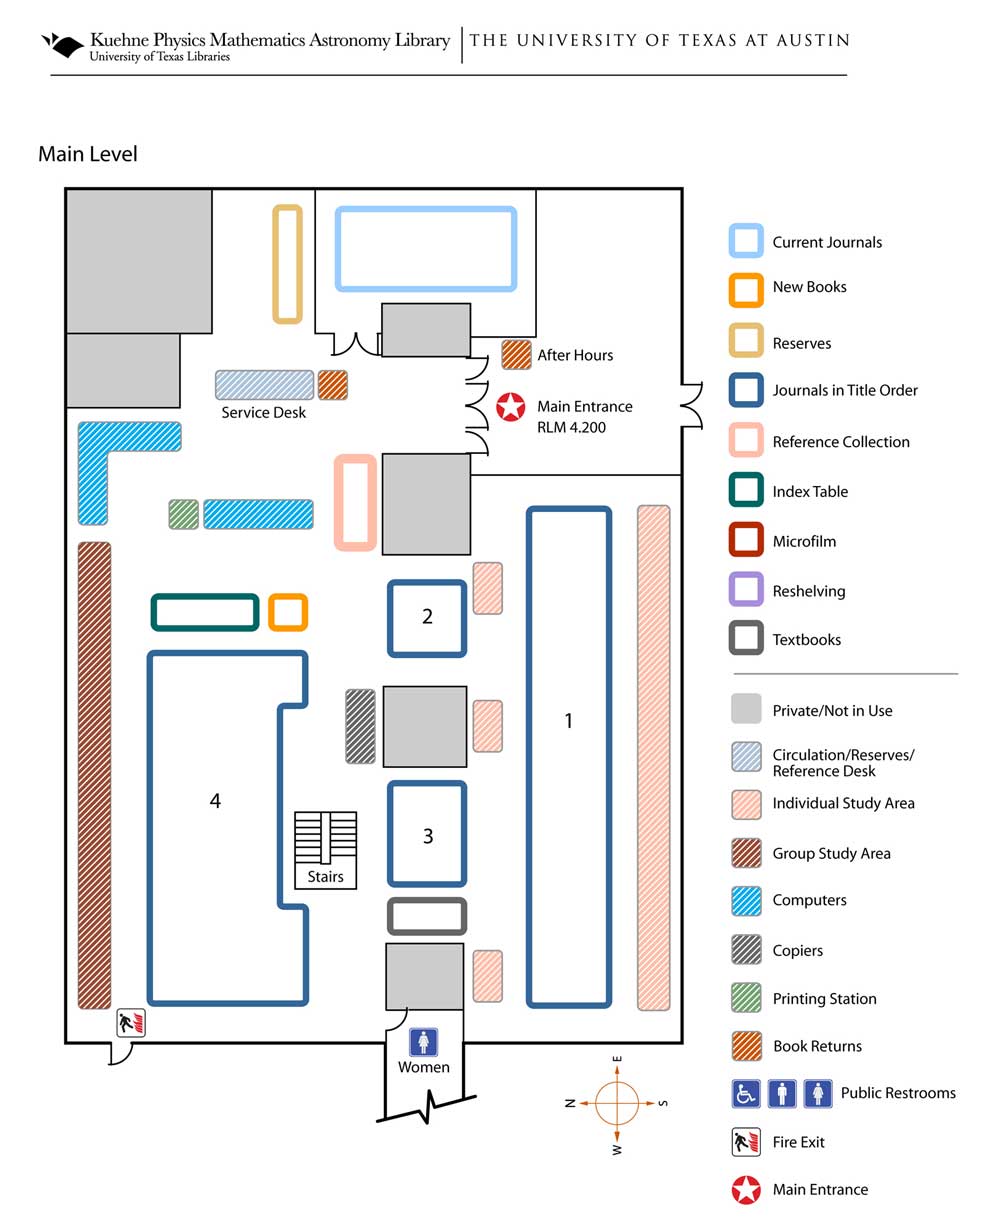 Kuehne Physics Mathematics Astronomy Library
University of Texas Libraries
THE UNIVERSITY OF TEXAS AT AUSTIN
Main Level
After Hours
Service Desk
Main Entrance
RLM 4.200
2
1
4
3
Stairs
Women
E
N
S
W
Current Journals
New Books
Reserves
Journals in Title Order
Reference Collection
Index Table
Microfilm
Reshelving
Textbooks
Private/Not in Use
Circulation/Reserves/
Reference Desk
Individual Study Area
Group Study Area
Computers
Copiers
Printing Station
Book Returns
Public Restrooms
Fire Exit
Main Entrance